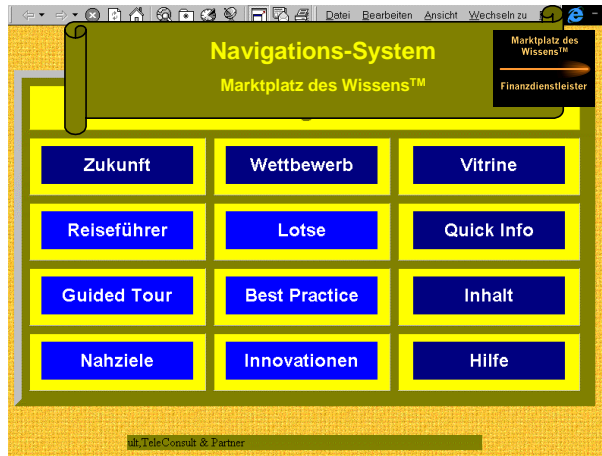 Datei Bearbeiten Ansicht Wechseln zu
Navigations-System
Marktplatz des Wissens™
Marktplatz des
Wissens™
Finanzdienstleister
Zukunft Wettbewerb Vitrine
Reiseführer Lotse Quick Info
Guided Tour Best Practice Inhalt
Nahziele Innovationen Hilfe
ult,TeleConsult & Partner